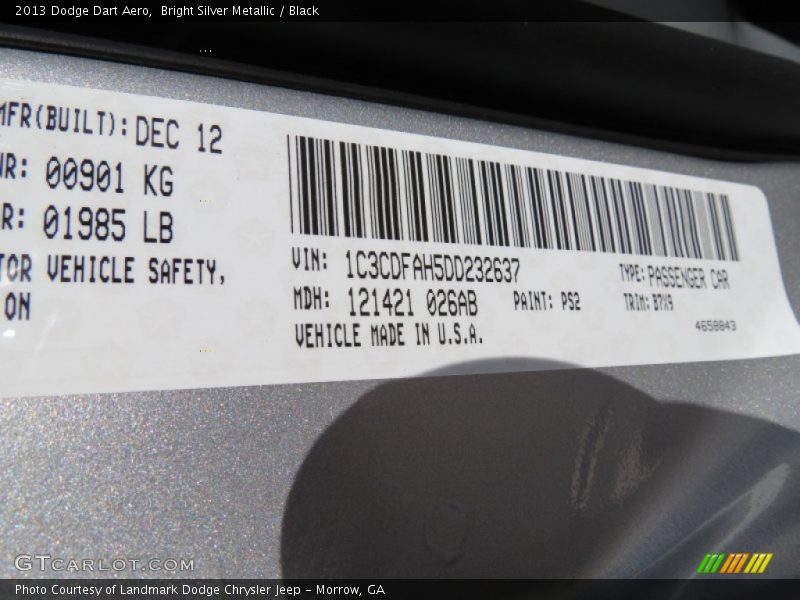 2013 Dodge Dart Aero,  Bright Silver Metallic / Black
MFR(BUILT): DEC 12
WR: 00901 KG
R: 01985 LB
TOR VEHICLE SAFETY,
ON
VIN: 1C3CDFAH5DD232637
TYPE: PASSENGER CAR
MDH: 121421 026AB
PAINT: PS2
TRIM: B7X9
VEHICLE MADE IN U.S.A.
4658043
GTCARLOT.COM
Photo Courtesy of Landmark Dodge Chrysler Jeep – Morrow, GA